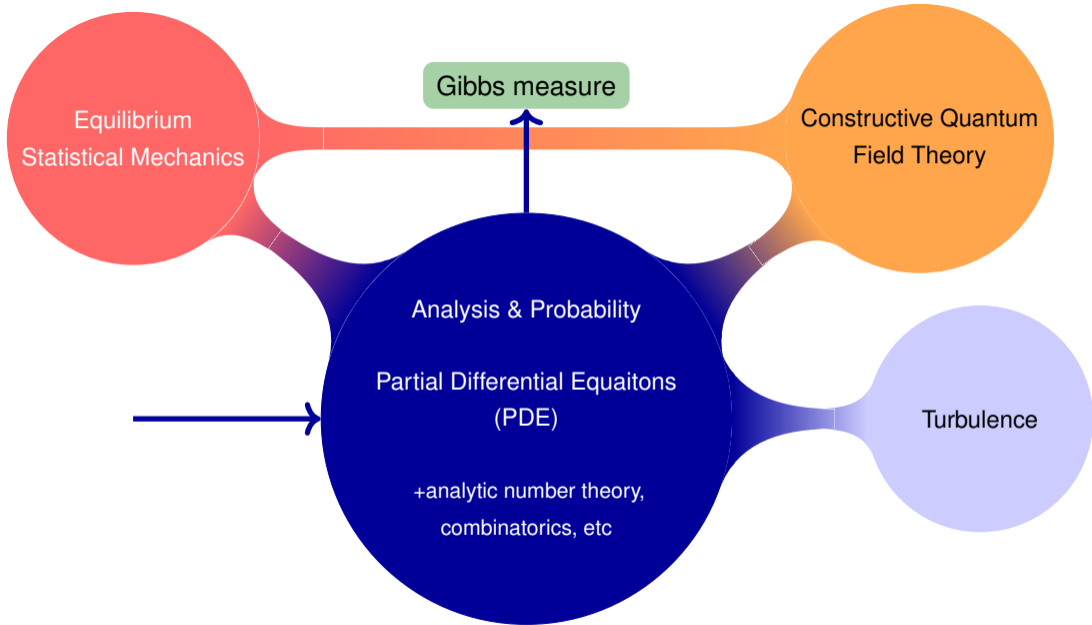 Gibbs measure
Equilibrium
Statistical Mechanics
Constructive Quantum
Field Theory
Analysis & Probability
Partial Differential Equaitons
(PDE)
Turbulence
+analytic number theory,
combinatorics, etc